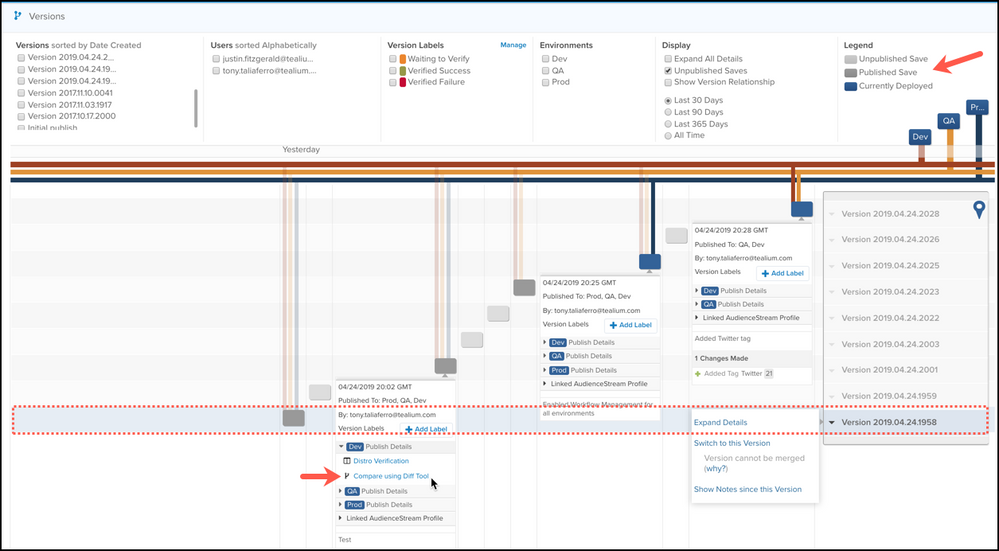 Versions
Versions sorted by Date Created
Version 2019.04.24.2...
Version 2019.04.24.19...
Version 2019.04.24.19...
Version 2017.11.10.0041
Version 2017.11.03.1917
Version 2017.10.17.2000
Initial publish
Users sorted Alphabetically
justin.fitzgerald@tealiu...
tony.taliaferro@tealium....
Version Labels
Manage
Waiting to Verify
Verified Success
Verified Failure
Environments
Dev
QA
Prod
Display
Expand All Details
Unpublished Saves
Show Version Relationship
Last 30 Days
Last 90 Days
Last 365 Days
All Time
Legend
Unpublished Save
Published Save
Currently Deployed
Pr...
QA
Dev
Yesterday
04/24/2019 20:02 GMT
Published To: Prod, QA, Dev
By: tony.taliaferro@tealium.com
Version Labels
+ Add Label
Dev Publish Details
Distro Verification
Compare using Diff Tool
QA Publish Details
Prod Publish Details
Linked AudienceStream Profile
Test
04/24/2019 20:25 GMT
Published To: Prod, QA, Dev
By: tony.taliaferro@tealium.com
Version Labels
+ Add Label
Dev Publish Details
QA Publish Details
Prod Publish Details
Linked AudienceStream Profile
Enabled Workflow Management for
all environments
04/24/2019 20:28 GMT
Published To: QA, Dev
By: tony.taliaferro@tealium.com
Version Labels
+ Add Label
Dev Publish Details
QA Publish Details
Linked AudienceStream Profile
Added Twitter tag
1 Changes Made
+ Added Tag Twitter 21
Expand Details
Switch to this Version
Version cannot be merged
(why?)
Show Notes since this Version
Version 2019.04.24.2028
Version 2019.04.24.2026
Version 2019.04.24.2025
Version 2019.04.24.2023
Version 2019.04.24.2022
Version 2019.04.24.2003
Version 2019.04.24.2001
Version 2019.04.24.1959
Version 2019.04.24.1958